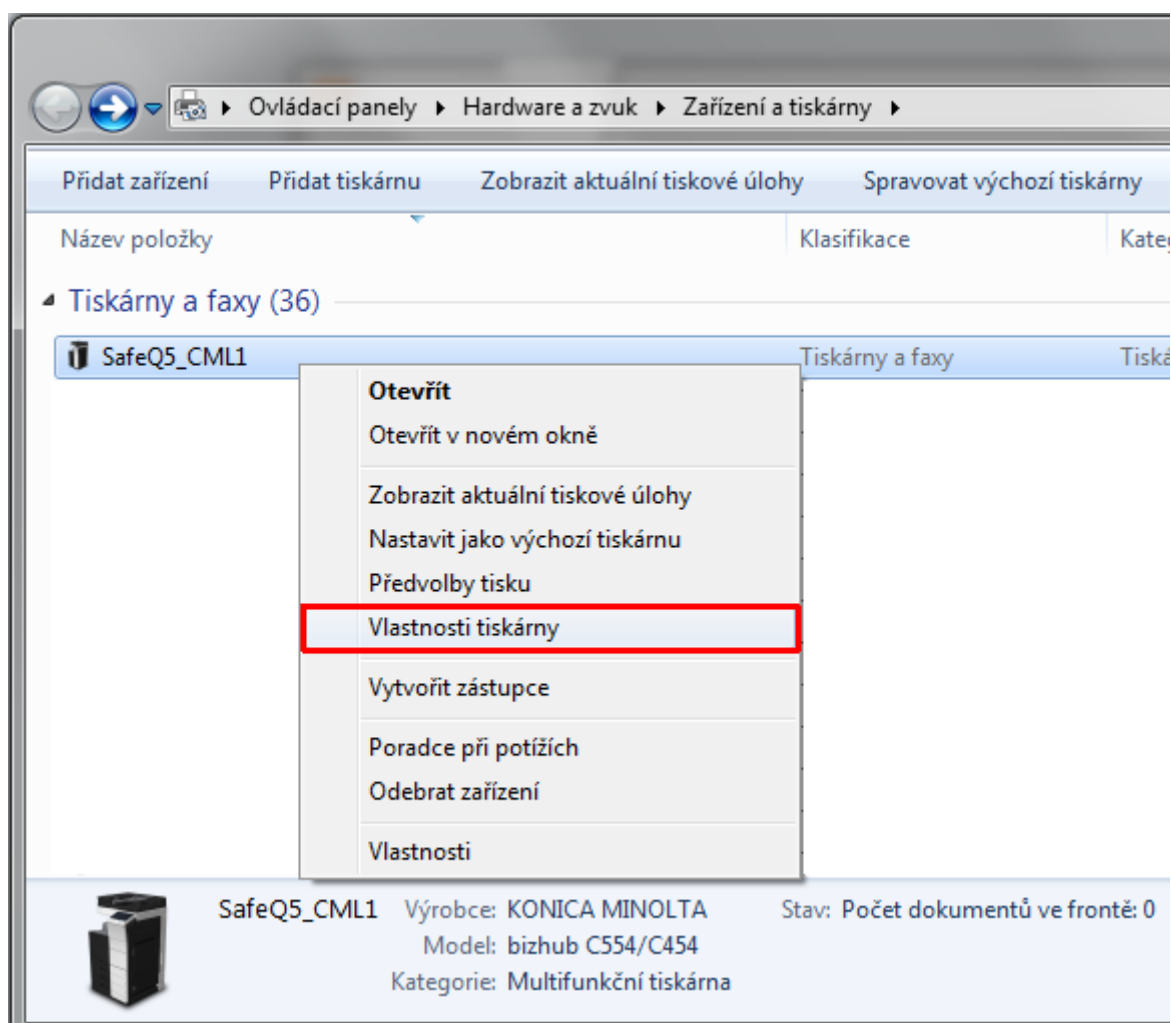 Ovládací panely Hardware a zvuk Zařízení a tiskárny
Přidat zařízení Přidat tiskárnu Zobrazit aktuální tiskové úlohy Spravovat výchozí tiskárny
Název položky Klasifikace Kateg
Tiskárny a faxy (36)
SafeQ5_CML1 Tiskárny a faxy Tiská
Otevřít
Otevřít v novém okně
Zobrazit aktuální tiskové úlohy
Nastavit jako výchozí tiskárnu
Předvolby tisku
Vlastnosti tiskárny
Vytvořit zástupce
Poradce při potížích
Odebrat zařízení
Vlastnosti
SafeQ5_CML1 Výrobce: KONICA MINOLTA Stav: Počet dokumentů ve frontě: 0
Model: bizhub C554/C454
Kategorie: Multifunkční tiskárna